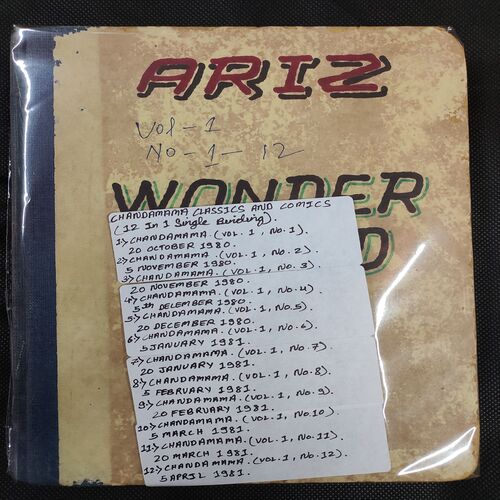 ARIZ
Vol-1
No-1-12
WONDER
D
CHANDAMAMA CLASSICS AND COMICS
(12 In 1 Single Binding).
1> CHANDAMAMA. (VOL.1, NO.1).
20 OCTOBER 1980.
2> CHANDAMAMA. (VOL.1, NO.2).
5 NOVEMBER 1980.
3> CHANDAMAMA. (VOL.1, NO.3)
20 NOVEMBER 1980.
4> CHANDAMAMA. (VOL.1, NO.4)
5th DELEMBER 1980.
5> CHANDAMAMA. (VOL.1, NO.5).
20 DECEMBER 1980.
6> CHANDAMAMA. (VOL.1, NO.6).
5 JANUARY 1981.
7> CHANDAMAMA. (VOL.1, NO.7).
20 JANUARY 1981.
8> CHANDAMAMA. (VOL.1, NO.8).
5 FEBRUARY 1981.
9> CHANDAMAMA. (VOL.1, NO.9).
20 FEBRUARY 1981.
10> CHANDAMAMA. (VOL.1, NO.10).
5 MARCH 1981.
11> CHANDAMAMA. (VOL.1, NO.11).
20 MARCH 1981.
12> CHANDAMAMA. (VOL.1, NO.12).
5 APRIL 1981.